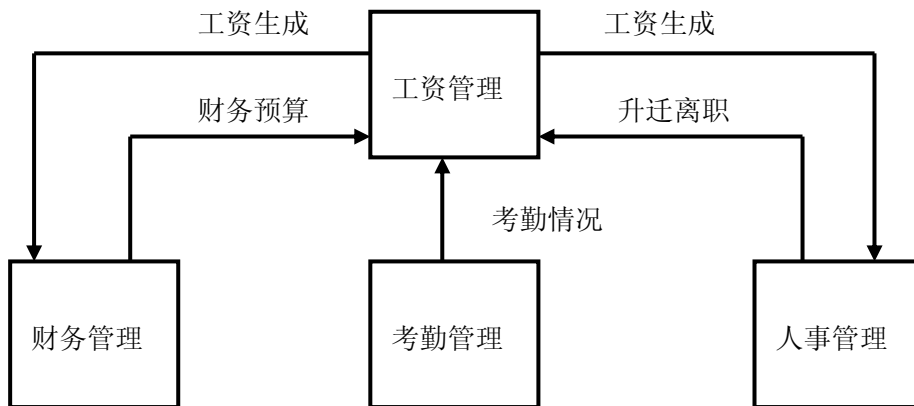 工资生成
工资生成
工资管理
财务预算
升迁离职
考勤情况
财务管理
考勤管理
人事管理